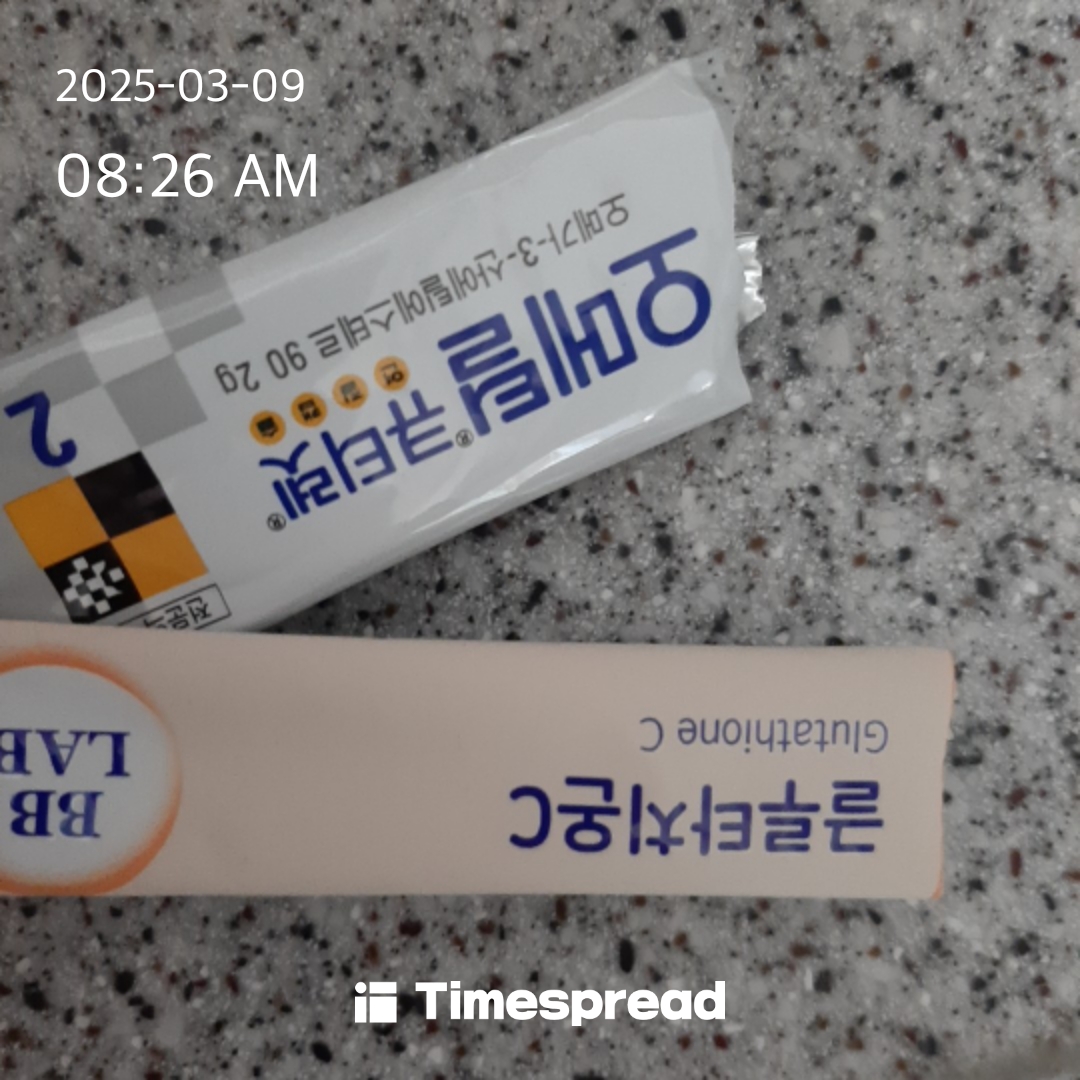 2025-03-09
08:26 AM
오메틸®큐티렛®
오메가-3-산에틸에스테르 90 2g
2
BB
LAB
글루타치온C
Glutathione C
Timespread